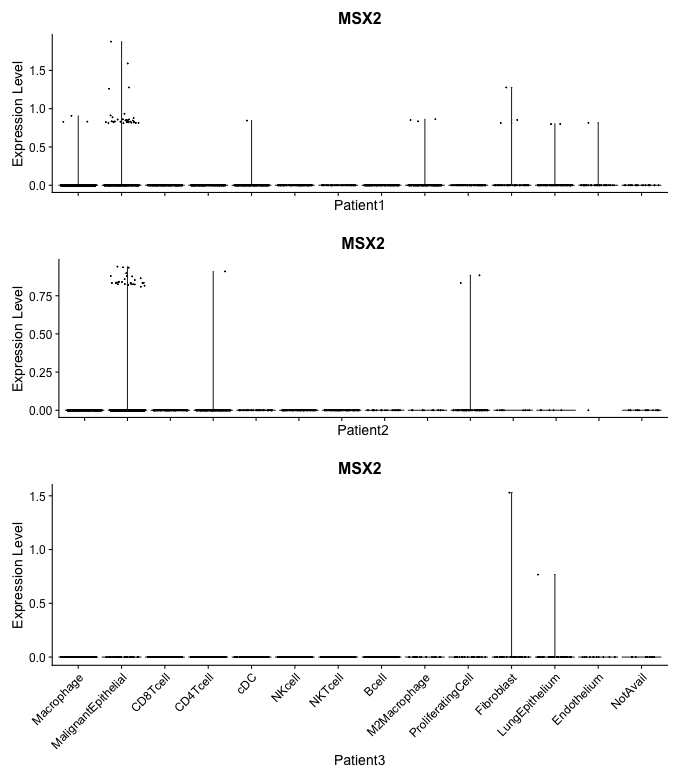 MSX2
Expression Level
1.5
1.0
0.5
0.0
Patient1
MSX2
Expression Level
0.75
0.50
0.25
0.00
Patient2
MSX2
Expression Level
1.5
1.0
0.5
0.0
Macrophage
MalignantEpithelial
CD8Tcell
CD4Tcell
cDC
NKcell
NKTcell
Bcell
M2Macrophage
ProliferatingCell
Fibroblast
LungEpithelium
Endothelium
NotAvail
Patient3